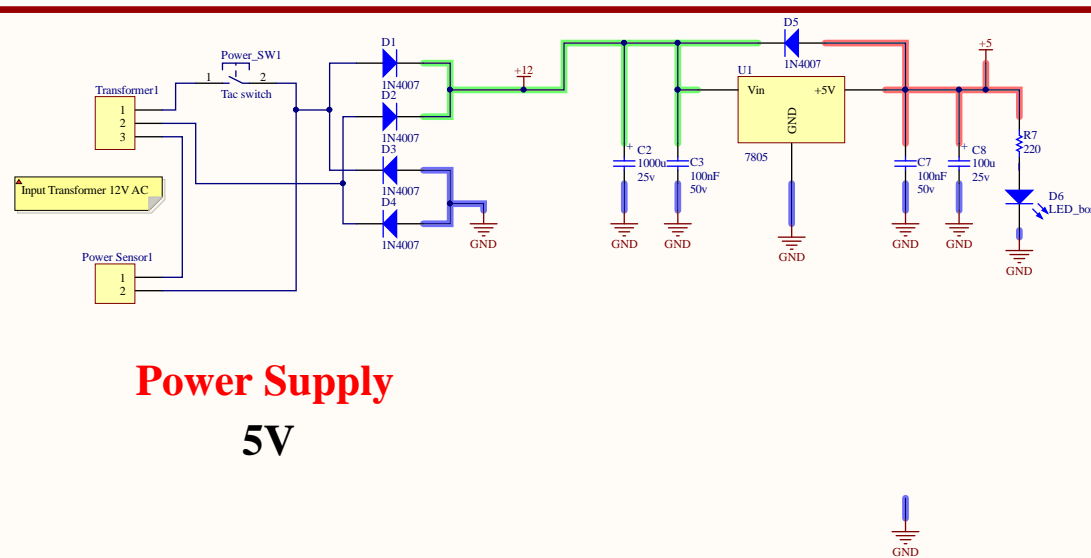 D5
D1
Power_SW1
+5
1
2
+12
1N4007
U1
1N4007
Transformer1
Tac switch
Vin
+5V
D2
1
2
3
GND
1N4007
R7
220
D3
C2
1000u
25v
C3
100nF
50v
7805
C7
100nF
50v
C8
100u
25v
Input Transformer 12V AC
1N4007
D4
D6
1N4007
GND
GND
GND
GND
GND
GND
GND
Power Sensor1
1
2
Power Supply
5V
GND